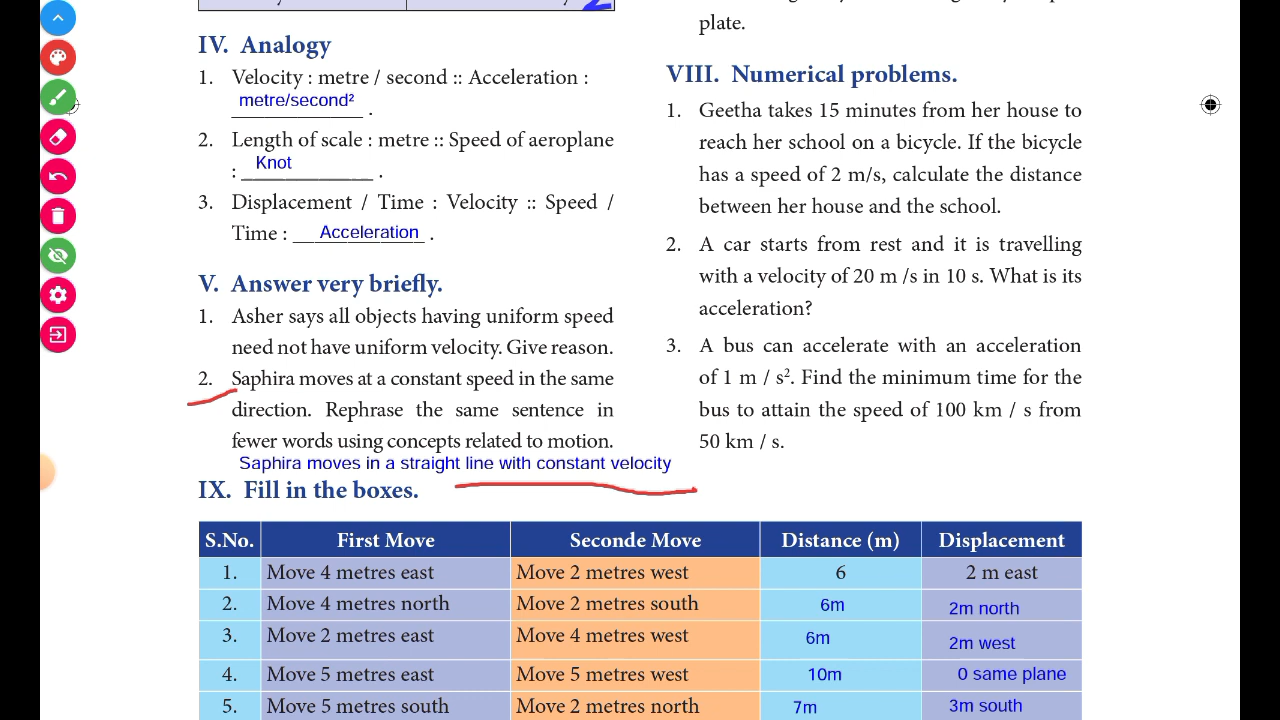 plate.
IV. Analogy
1. Velocity : metre / second :: Acceleration :
metre/second²
____________ .
2. Length of scale : metre :: Speed of aeroplane
: Knot .
3. Displacement / Time : Velocity :: Speed /
Time : Acceleration .
V. Answer very briefly.
1. Asher says all objects having uniform speed
need not have uniform velocity. Give reason.
2. Saphira moves at a constant speed in the same
direction. Rephrase the same sentence in
fewer words using concepts related to motion.
Saphira moves in a straight line with constant velocity
VIII. Numerical problems.
1. Geetha takes 15 minutes from her house to
reach her school on a bicycle. If the bicycle
has a speed of 2 m/s, calculate the distance
between her house and the school.
2. A car starts from rest and it is travelling
with a velocity of 20 m /s in 10 s. What is its
acceleration?
3. A bus can accelerate with an acceleration
of 1 m / s². Find the minimum time for the
bus to attain the speed of 100 km / s from
50 km / s.
IX. Fill in the boxes.
S.No. First Move Seconde Move Distance (m) Displacement
1. Move 4 metres east Move 2 metres west 6 2 m east
2. Move 4 metres north Move 2 metres south 6m 2m north
3. Move 2 metres east Move 4 metres west 6m 2m west
4. Move 5 metres east Move 5 metres west 10m 0 same plane
5. Move 5 metres south Move 2 metres north 7m 3m south